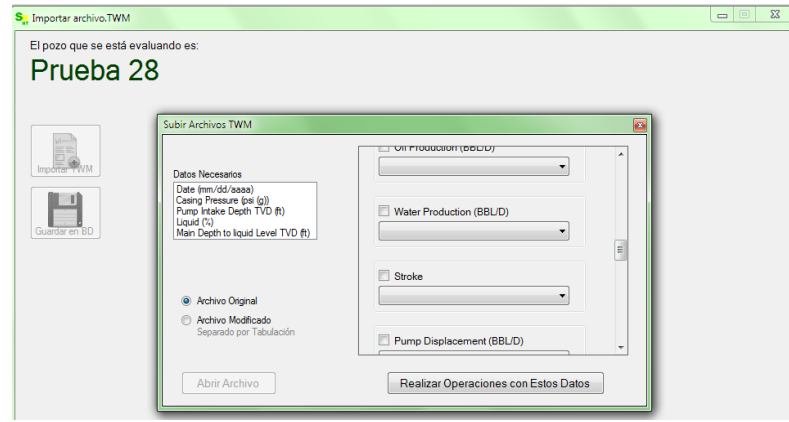 Importar archivo.TWM
El pozo que se está evaluando es:
Prueba 28
Importar TWM
Guardar en BD
Subir Archivos TWM
Datos Necesarios
Date (mm/dd/aaaa)
Casing Pressure (psi (g))
Pump Intake Depth TVD (ft)
Liquid (%)
Main Depth to liquid Level TVD (ft)
Archivo Original
Archivo Modificado
Separado por Tabulación
Abrir Archivo
Oil Production (BBL/D)
Water Production (BBL/D)
Stroke
Pump Displacement (BBL/D)
Realizar Operaciones con Estos Datos